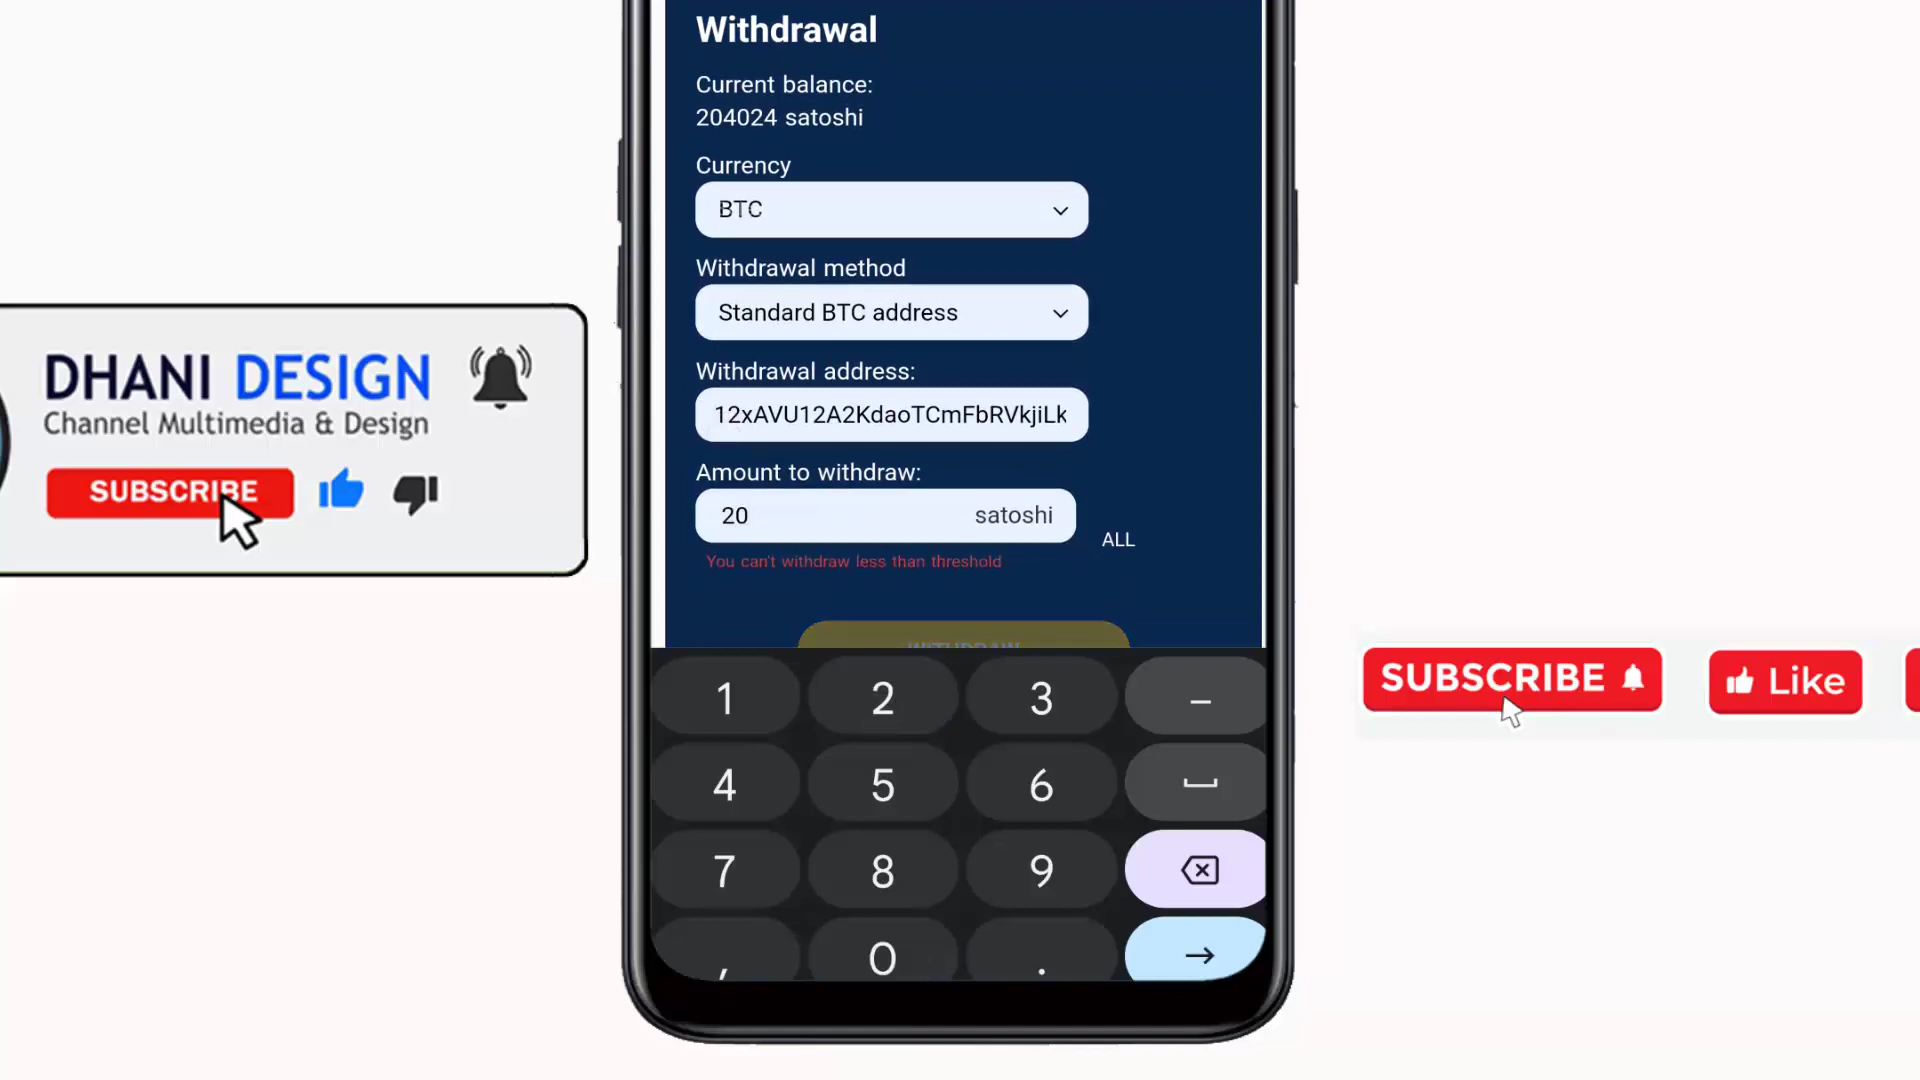 Withdrawal
Current balance:
204024 satoshi
Currency
BTC
Withdrawal method
Standard BTC address
Withdrawal address:
12xAVU12A2KdaoTCmFbRVkjiLk
Amount to withdraw:
20 satoshi
ALL
You can't withdraw less than threshold
WITHDRAW
DHANI DESIGN
Channel Multimedia & Design
SUBSCRIBE
SUBSCRIBE
Like
1 2 3 –
4 5 6
7 8 9
, 0 .